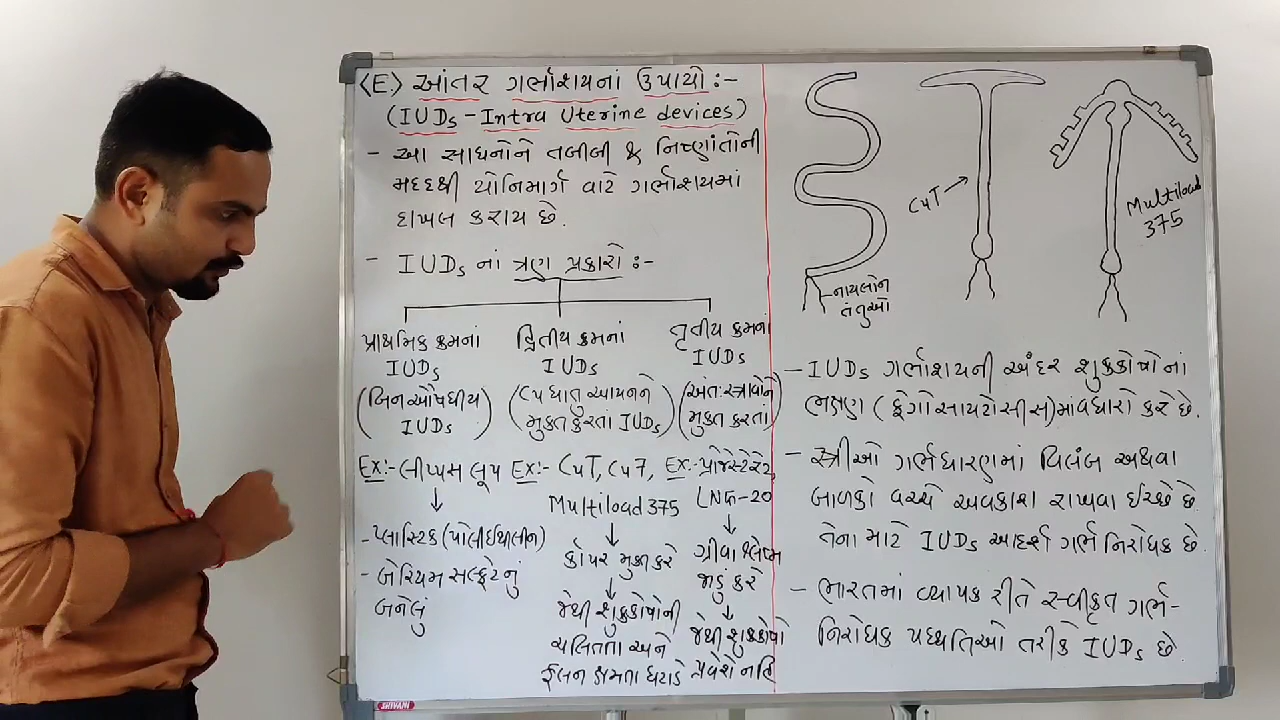 (E) આંતર ગર્ભાશયનાં ઉપાયો :-
(IUDs - Intra Uterine devices)
- આ સાધનોને તબીબી & નિષ્ણાંતોની
મદદથી યોનિમાર્ગ વાટે ગર્ભાશયમાં
દાખલ કરાય છે.
- IUDs નાં ત્રણ પ્રકારો :-
પ્રાથમિક ક્રમનાં IUDs
(બિનઔષધીય IUDs)
Ex:- લીપ્પસ લૂપ
- પ્લાસ્ટિક (પોલીઈથીલીન)
- બેરિયમ સલ્ફેટનું
બનેલું
દ્વિતીય ક્રમનાં
IUDs
(Cu ધાતુ આયનને
મુક્ત કરતાં IUDs)
Ex:- CuT, Cu7,
Multiload 375
કોપર મુક્ત કરે
જેથી શુક્રકોષોની
ચલિતતા અને
ફલન ક્ષમતા ઘટાડે
તૃતીય ક્રમનાં
IUDs
(અંતઃસ્ત્રાવોને
મુક્ત કરતાં)
Ex:- પ્રોજેસ્ટેસર્ટ,
LNG-20
ગ્રીવા શ્લેષ્મ
જાડું કરે
જેથી શુક્રકોષો
પ્રવેશે નહિ
નાયલોન
તંતુઓ
CuT
Multiload
375
- IUDs ગર્ભાશયની અંદર શુક્રકોષોનાં
ભક્ષણ (ફેગોસાયટોસીસ)માં વધારો કરે છે.
- સ્ત્રીઓ ગર્ભધારણમાં વિલંબ અથવા
બાળકો વચ્ચે અવકાશ રાખવા ઈચ્છે છે
તેના માટે IUDs આદર્શ ગર્ભ નિરોધક છે.
- ભારતમાં વ્યાપક રીતે સ્વીકૃત ગર્ભ-
નિરોધક પધ્ધતિઓ તરીકે IUDs છે
SHIVANI